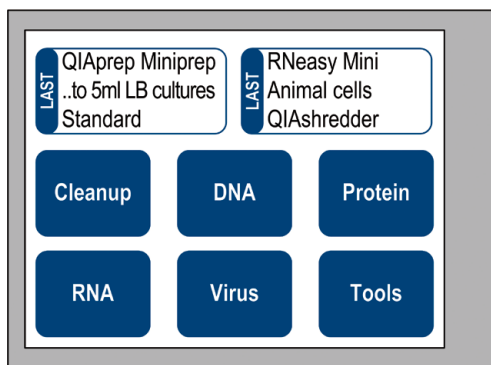 LAST
QIAprep Miniprep
..to 5ml LB cultures
Standard
LAST
RNeasy Mini
Animal cells
QIAshredder
Cleanup
DNA
Protein
RNA
Virus
Tools